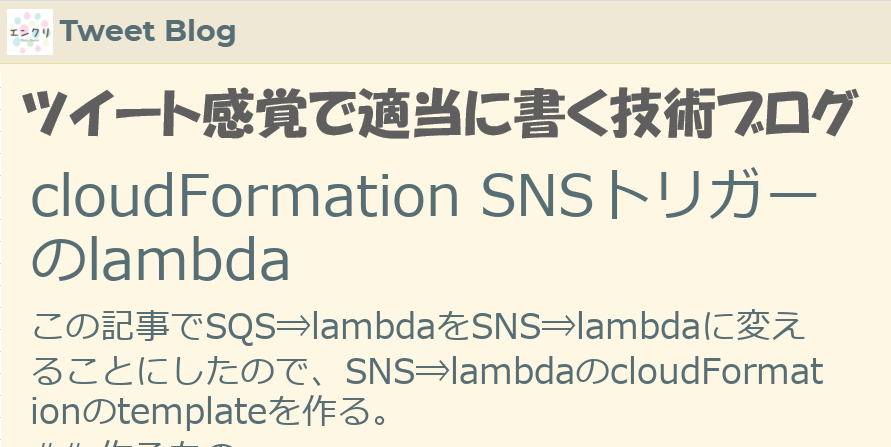 エンクリ
Tweet Blog
ツイート感覚で適当に書く技術ブログ
cloudFormation SNSトリガー
のlambda
この記事でSQS⇒lambdaをSNS⇒lambdaに変え
ることにしたので、SNS⇒lambdaのcloudFormat
ionのtemplateを作る。
## 作るもの